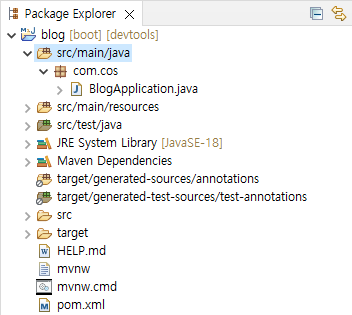 Package Explorer
blog [boot] [devtools]
src/main/java
com.cos
BlogApplication.java
src/main/resources
src/test/java
JRE System Library [JavaSE-18]
Maven Dependencies
target/generated-sources/annotations
target/generated-test-sources/test-annotations
src
target
HELP.md
mvnw
mvnw.cmd
pom.xml